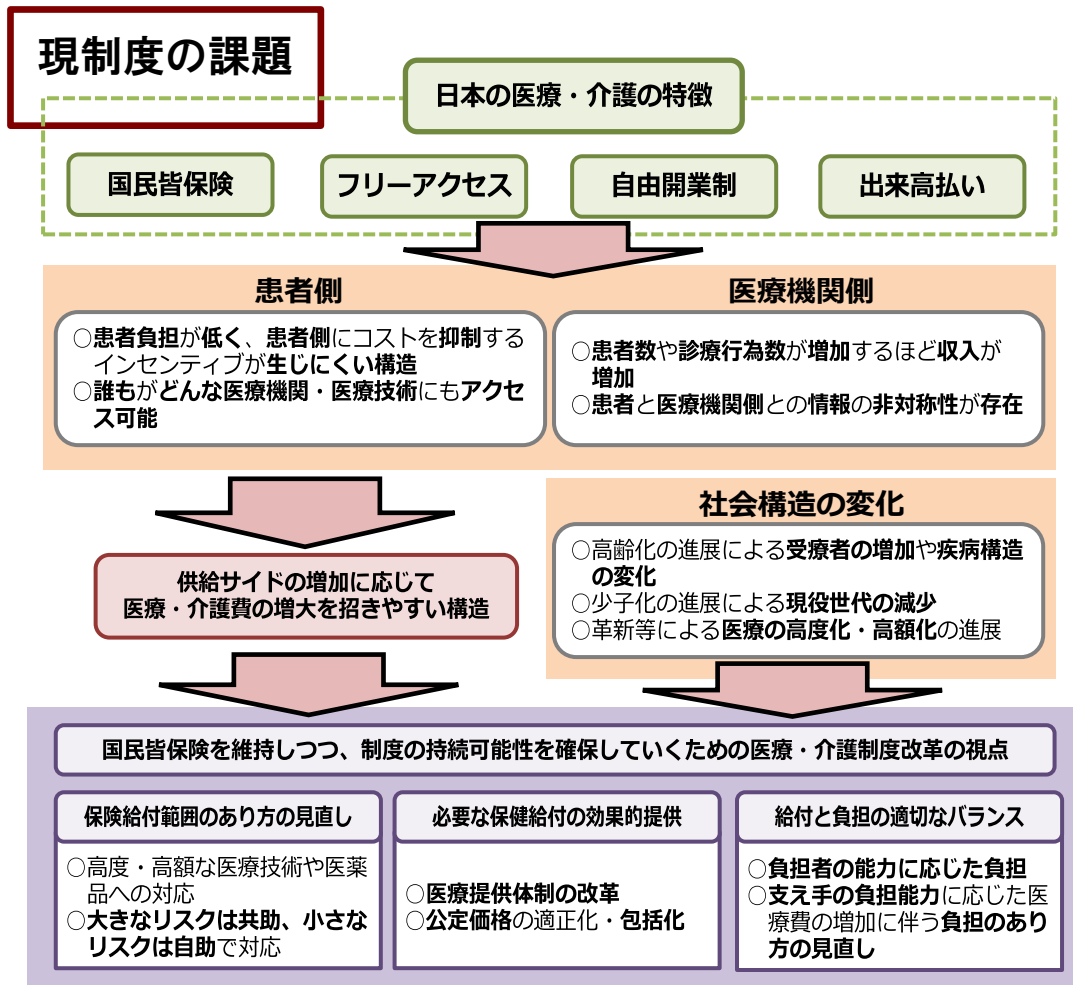 現制度の課題
日本の医療・介護の特徴
国民皆保険
フリーアクセス
自由開業制
出来高払い
患者側
○患者負担が低く、患者側にコストを抑制する
インセンティブが生じにくい構造
○誰もがどんな医療機関・医療技術にもアクセ
ス可能
医療機関側
○患者数や診療行為数が増加するほど収入が
増加
○患者と医療機関側との情報の非対称性が存在
供給サイドの増加に応じて
医療・介護費の増大を招きやすい構造
社会構造の変化
○高齢化の進展による受療者の増加や疾病構造
の変化
○少子化の進展による現役世代の減少
○革新等による医療の高度化・高額化の進展
国民皆保険を維持しつつ、制度の持続可能性を確保していくための医療・介護制度改革の視点
保険給付範囲のあり方の見直し
○高度・高額な医療技術や医薬
品への対応
○大きなリスクは共助、小さな
リスクは自助で対応
必要な保健給付の効果的提供
○医療提供体制の改革
○公定価格の適正化・包括化
給付と負担の適切なバランス
○負担者の能力に応じた負担
○支え手の負担能力に応じた医
療費の増加に伴う負担のあり
方の見直し